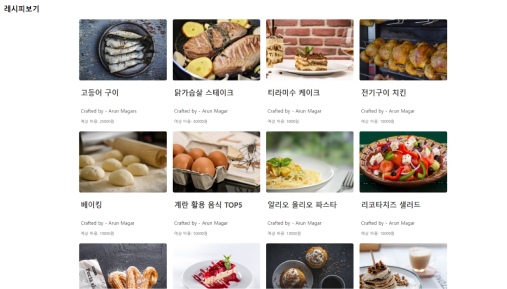 레시피보기
고등어 구이
닭가슴살 스테이크
티라미수 케이크
전기구이 치킨
Crafted by - Arun Magar
Crafted by - Arun Magar
Crafted by - Arun Magar
Crafted by - Arun Magar
예상 비용: 20000원
예상 비용: 40000원
예상 비용: 5000원
예상 비용: 10000원
베이킹
계란 활용 음식 TOP5
알리오 올리오 파스타
리코타치즈 샐러드
Crafted by - Arun Magar
Crafted by - Arun Magar
Crafted by - Arun Magar
Crafted by - Arun Magar
예상 비용: 10000원
예상 비용: 10000원
예상 비용: 10000원
예상 비용: 10000원